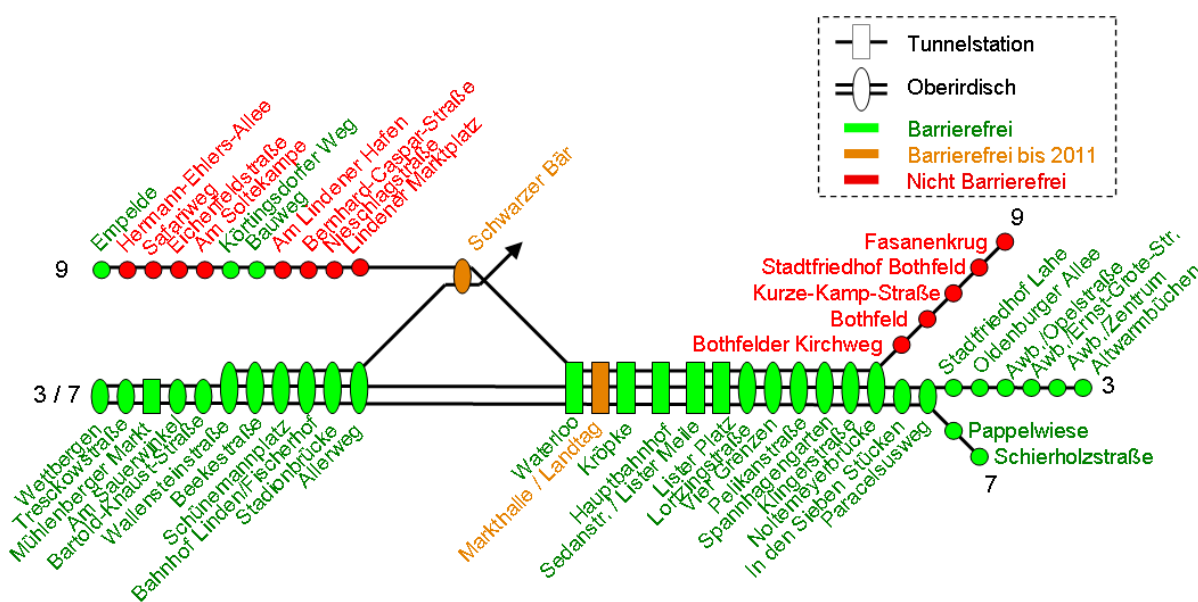 Tunnelstation
Oberirdisch
Barrierefrei
Barrierefrei bis 2011
Nicht Barrierefrei
9
Empelde
Hermann-Ehlers-Allee
Safariweg
Eichenfeldstraße
Am Soltekampe
Körtingsdorfer Weg
Bauweg
Am Lindener Hafen
Bernhard-Caspar-Straße
Nieschlagstraße
Lindener Marktplatz
Schwarzer Bär
9
Fasanenkrug
Stadtfriedhof Bothfeld
Kurze-Kamp-Straße
Bothfeld
Bothfelder Kirchweg
Stadtfriedhof Lahe
Oldenburger Allee
Awb./Opelstraße
Awb./Ernst-Grote-Str.
Awb./Zentrum
Altwarmbüchen
3
3 / 7
Wettbergen
Tresckowstraße
Mühlenberger Markt
Am Sauerwinkel
Bartold-Knaust-Straße
Wallensteinstraße
Beekestraße
Schünemannplatz
Bahnhof Linden/Fischerhof
Stadionbrücke
Allerweg
Waterloo
Markthalle / Landtag
Kröpke
Hauptbahnhof
Sedanstr. / Lister Meile
Lister Platz
Lortzingstraße
Vier Grenzen
Pelikanstraße
Spannhagengarten
Klingerstraße
Noltemeyerbrücke
In den Sieben Stücken
Paracelsusweg
Pappelwiese
Schierholzstraße
7